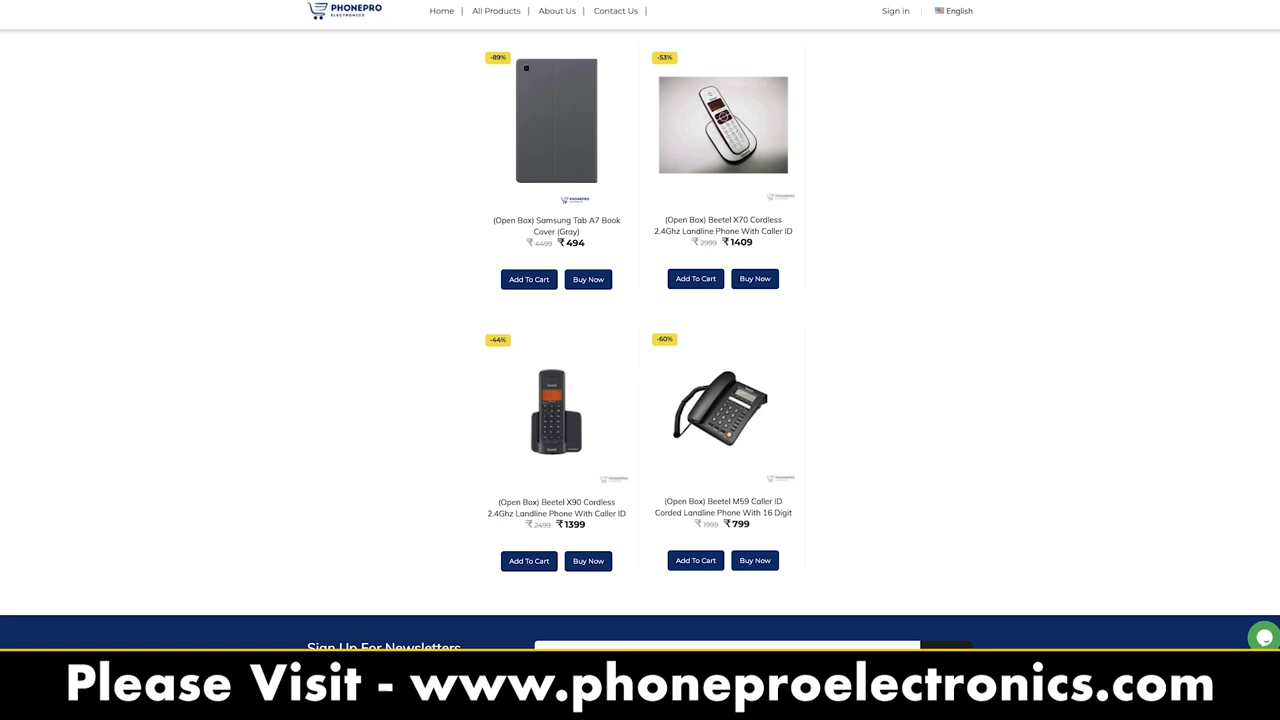 PHONEPRO
ELECTRONICS
Home | All Products | About Us | Contact Us |
Sign in | English
-89%
-53%
PHONEPRO
(Open Box) Samsung Tab A7 Book
Cover (Gray)
₹ 4499 ₹ 494
Add To Cart Buy Now
PHONEPRO
(Open Box) Beetel X70 Cordless
2.4Ghz Landline Phone With Caller ID
₹ 2999 ₹ 1409
Add To Cart Buy Now
-44%
-60%
PHONEPRO
(Open Box) Beetel X90 Cordless
2.4Ghz Landline Phone With Caller ID
₹ 2499 ₹ 1399
Add To Cart Buy Now
PHONEPRO
(Open Box) Beetel M59 Caller ID
Corded Landline Phone With 16 Digit
₹ 1999 ₹ 799
Add To Cart Buy Now
Sign Up For Newsletters
Please Visit - www.phoneproelectronics.com